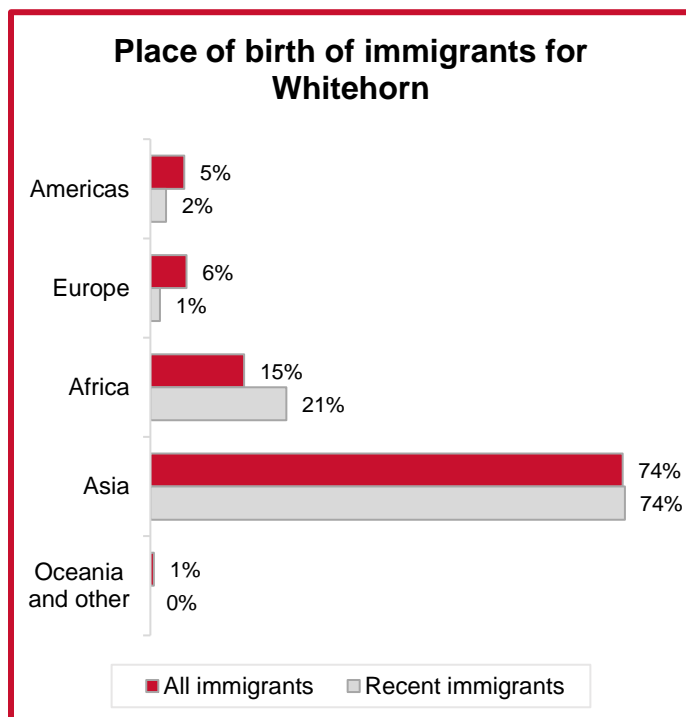 Place of birth of immigrants for
Whitehorn
Americas
5%
2%
Europe
6%
1%
Africa
15%
21%
Asia
74%
74%
Oceania
and other
1%
0%
All immigrants
Recent immigrants